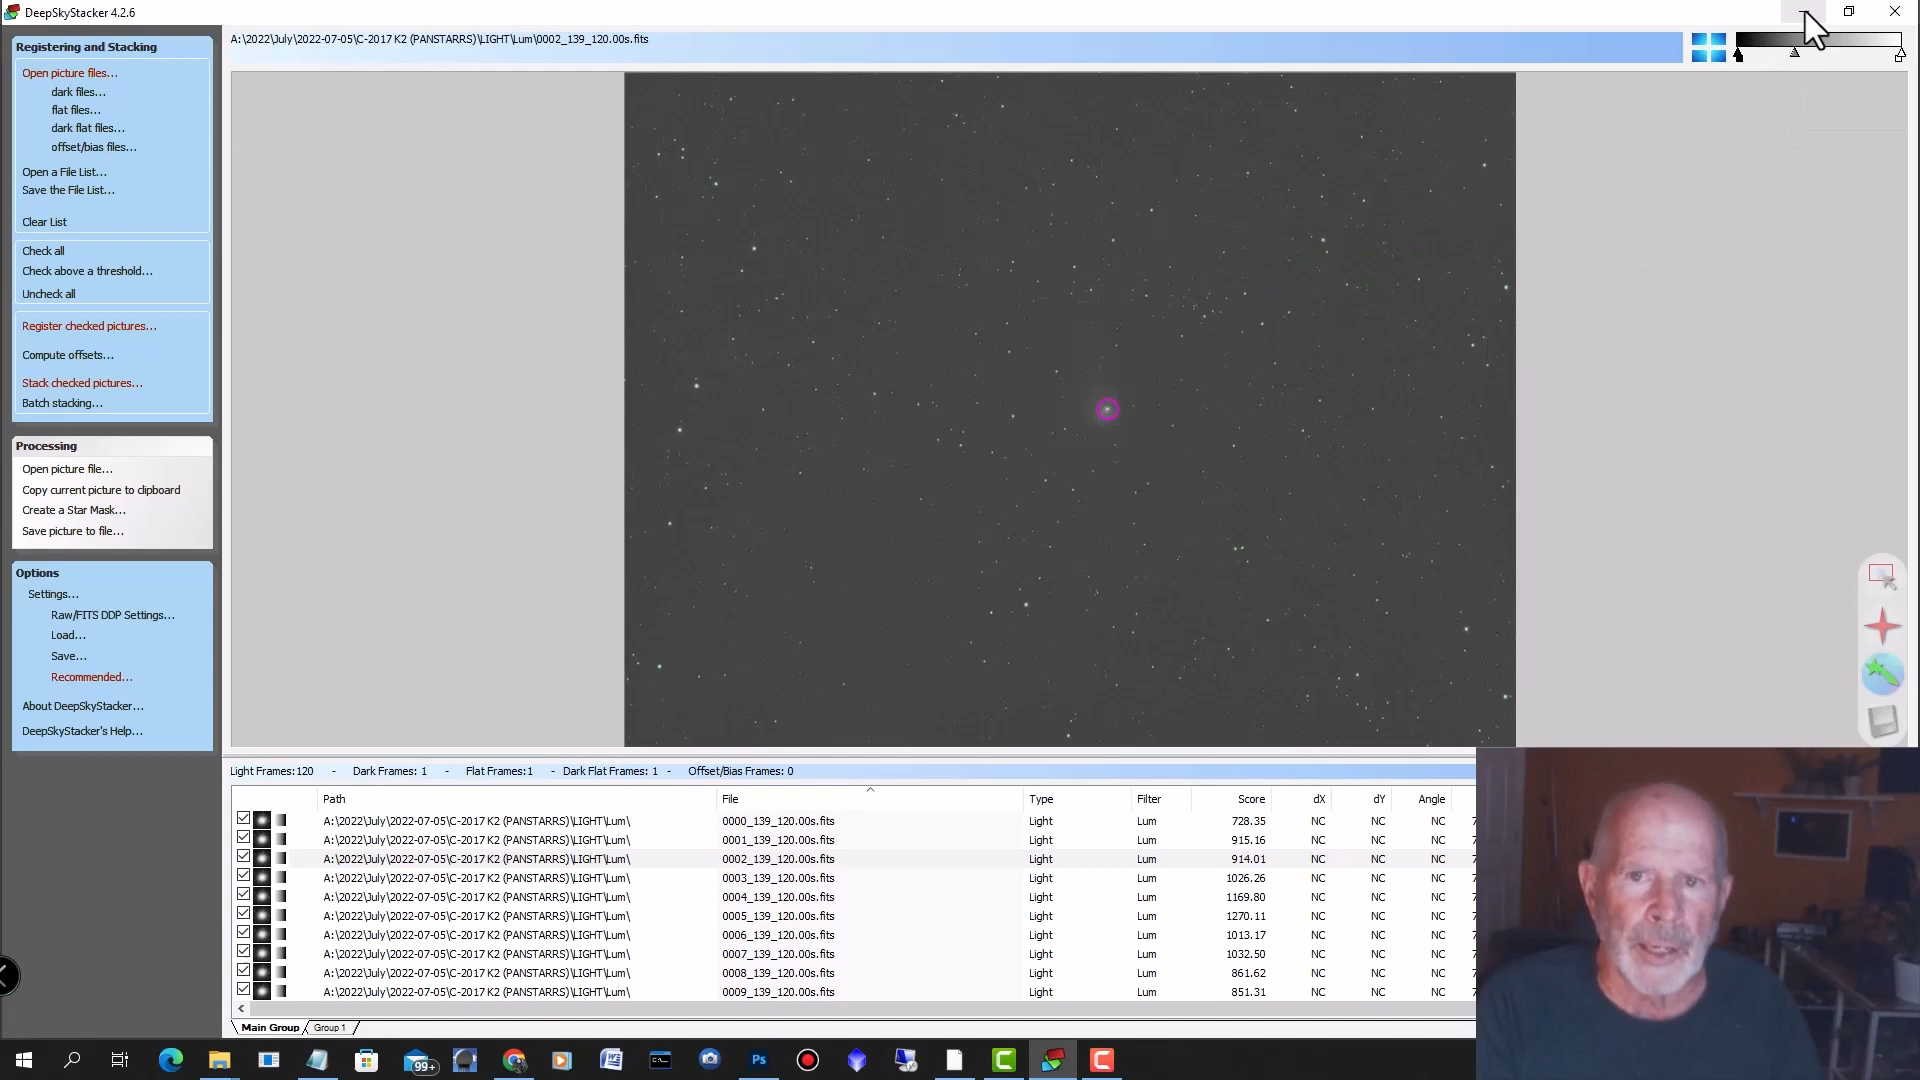 DeepSkyStacker 4.2.6
Registering and Stacking
Open picture files...
dark files...
flat files...
dark flat files...
offset/bias files...
Open a File List...
Save the File List...
Clear List
Check all
Check above a threshold...
Uncheck all
Register checked pictures...
Compute offsets...
Stack checked pictures...
Batch stacking...
Processing
Open picture file...
Copy current picture to clipboard
Create a Star Mask...
Save picture to file...
Options
Settings...
Raw/FITS DDP Settings...
Load...
Save...
Recommended...
About DeepSkyStacker...
DeepSkyStacker's Help...
A:\2022\July\2022-07-05\C-2017 K2 (PANSTARRS)\LIGHT\Lum\0002_139_120.00s.fits
Light Frames:120 - Dark Frames: 1 - Flat Frames:1 - Dark Flat Frames: 1 - Offset/Bias Frames: 0
Path File Type Filter Score dX dY Angle
A:\2022\July\2022-07-05\C-2017 K2 (PANSTARRS)\LIGHT\Lum\ 0000_139_120.00s.fits Light Lum 728.35 NC NC NC
A:\2022\July\2022-07-05\C-2017 K2 (PANSTARRS)\LIGHT\Lum\ 0001_139_120.00s.fits Light Lum 915.16 NC NC NC
A:\2022\July\2022-07-05\C-2017 K2 (PANSTARRS)\LIGHT\Lum\ 0002_139_120.00s.fits Light Lum 914.01 NC NC NC
A:\2022\July\2022-07-05\C-2017 K2 (PANSTARRS)\LIGHT\Lum\ 0003_139_120.00s.fits Light Lum 1026.26 NC NC NC
A:\2022\July\2022-07-05\C-2017 K2 (PANSTARRS)\LIGHT\Lum\ 0004_139_120.00s.fits Light Lum 1169.80 NC NC NC
A:\2022\July\2022-07-05\C-2017 K2 (PANSTARRS)\LIGHT\Lum\ 0005_139_120.00s.fits Light Lum 1270.11 NC NC NC
A:\2022\July\2022-07-05\C-2017 K2 (PANSTARRS)\LIGHT\Lum\ 0006_139_120.00s.fits Light Lum 1013.17 NC NC NC
A:\2022\July\2022-07-05\C-2017 K2 (PANSTARRS)\LIGHT\Lum\ 0007_139_120.00s.fits Light Lum 1032.50 NC NC NC
A:\2022\July\2022-07-05\C-2017 K2 (PANSTARRS)\LIGHT\Lum\ 0008_139_120.00s.fits Light Lum 861.62 NC NC NC
A:\2022\July\2022-07-05\C-2017 K2 (PANSTARRS)\LIGHT\Lum\ 0009_139_120.00s.fits Light Lum 851.31 NC NC NC
Main Group Group 1
99+ Ps